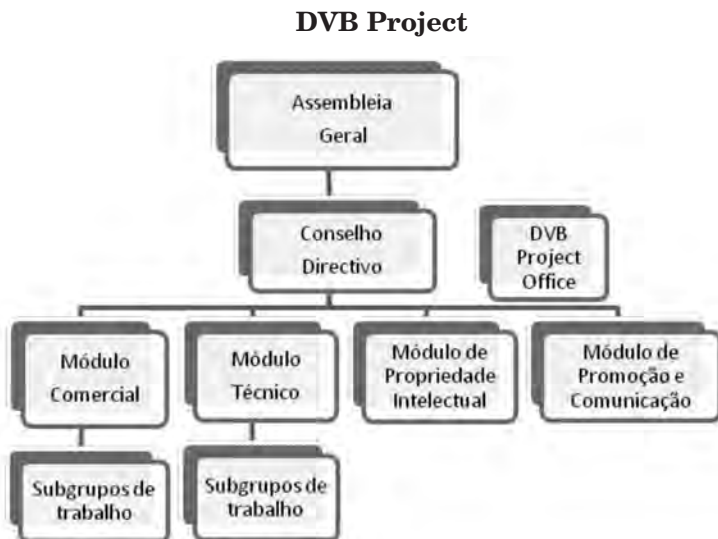 DVB Project
Assembleia
Geral
Conselho
Directivo
DVB
Project
Office
Módulo
Comercial
Módulo
Técnico
Módulo de
Propriedade
Intelectual
Módulo de
Promoção e
Comunicação
Subgrupos de
trabalho
Subgrupos de
trabalho